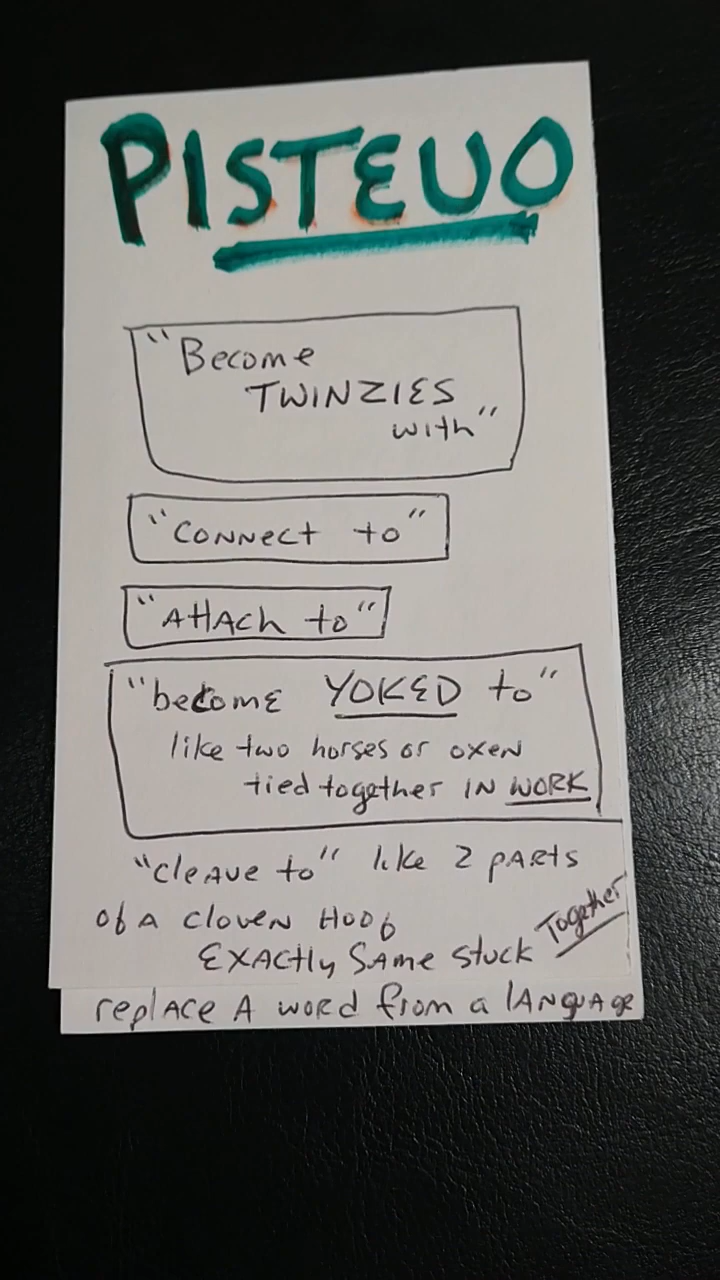 PISTEUO
"Become
TWINZIES
with"
"CONNECT to"
"ATTACH to"
"become YOKED to"
like two horses or oxen
tied together IN WORK
"cleave to" like 2 parts
of a cloven Hoof
EXACTLY SAME stuck Together
replace A word from a lANguAge